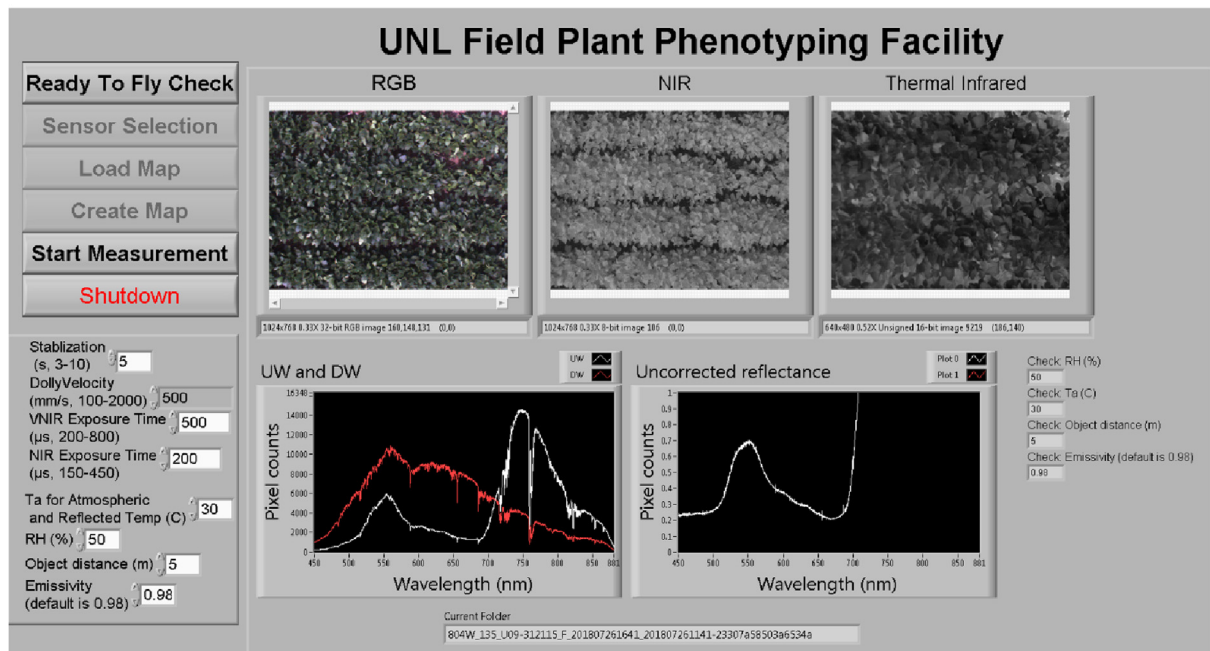 UNL Field Plant Phenotyping Facility
Ready To Fly Check
Sensor Selection
Load Map
Create Map
Start Measurement
Shutdown
RGB
NIR
Thermal Infrared
1024x768 0.33X 32-bit RGB image 160,148,131 (0,0)
1024x768 0.33X 8-bit image 106 (0,0)
640x480 0.52X Unsigned 16-bit image 9219 (186,140)
Stablization
(s, 3-10) 5
DollyVelocity
(mm/s, 100-2000) 500
VNIR Exposure Time
(µs, 200-800) 500
NIR Exposure Time
(µs, 150-450) 200
Ta for Atmospheric
and Reflected Temp (C) 30
RH (%) 50
Object distance (m) 5
Emissivity
(default is 0.98) 0.98
UW and DW
UW
DW
Pixel counts
16348
14000
12000
10000
8000
6000
4000
2000
0
450 500 550 600 650 700 750 800 881
Wavelength (nm)
Uncorrected reflectance
Plot 0
Plot 1
Pixel counts
1
0.9
0.8
0.7
0.6
0.5
0.4
0.3
0.2
0.1
0
450 500 550 600 650 700 750 800 850 881
Wavelength (nm)
Check: RH (%)
50
Check: Ta (C)
30
Check: Object distance (m)
5
Check: Emissivity (default is 0.98)
0.98
Current Folder
804W_135_U09-312115_F_201807261641_201807261141-23307a58503a6534a